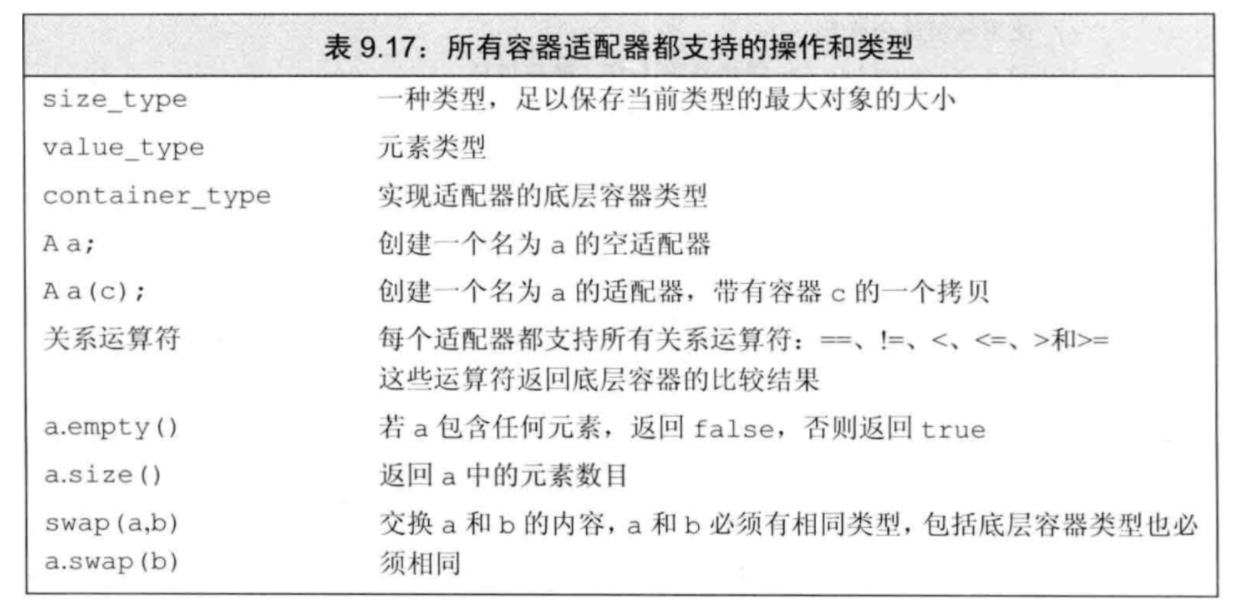 表 9.17：所有容器适配器都支持的操作和类型
size_type 一种类型，足以保存当前类型的最大对象的大小
value_type 元素类型
container_type 实现适配器的底层容器类型
A a; 创建一个名为 a 的空适配器
A a(c); 创建一个名为 a 的适配器，带有容器 c 的一个拷贝
关系运算符 每个适配器都支持所有关系运算符：==、!=、<、<=、>和>=
这些运算符返回底层容器的比较结果
a.empty() 若 a 包含任何元素，返回 false，否则返回 true
a.size() 返回 a 中的元素数目
swap(a,b) 交换 a 和 b 的内容，a 和 b 必须有相同类型，包括底层容器类型也必
a.swap(b) 须相同